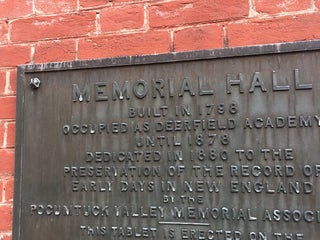 MEMORIAL HALL
BUILT IN 1798
OCCUPIED AS DEERFIELD ACADEMY
UNTIL 1878
DEDICATED IN 1880 TO THE
PRESERVATION OF THE RECORD OF
EARLY DAYS IN NEW ENGLAND
BY THE
POCUMTUCK VALLEY MEMORIAL ASSOCI
THIS TABLET IS ERECTED ON THE